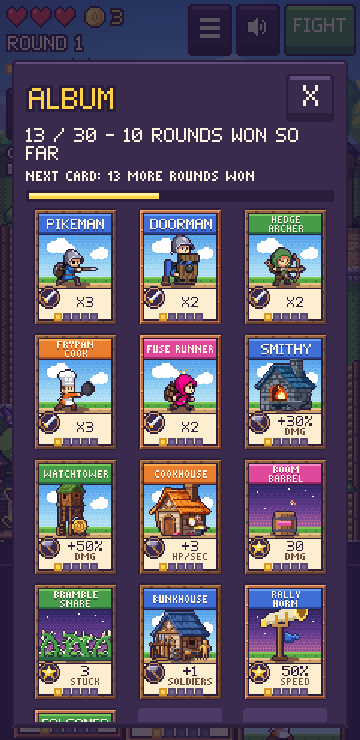 3
FIGHT
ROUND 1
ALBUM
X
13 / 30 - 10 ROUNDS WON SO
FAR
NEXT CARD: 13 MORE ROUNDS WON
PIKEMAN
X3
DOORMAN
X2
HEDGE
ARCHER
X2
FRYPAN
COOK
X3
FUSE RUNNER
X2
SMITHY
+30%
DMG
WATCHTOWER
+50%
DMG
COOKHOUSE
+3
HP/SEC
BOOM
BARREL
30
DMG
BRAMBLE
SNARE
3
STUCK
BUNKHOUSE
+1
SOLDIERS
RALLY
HORN
50%
SPEED